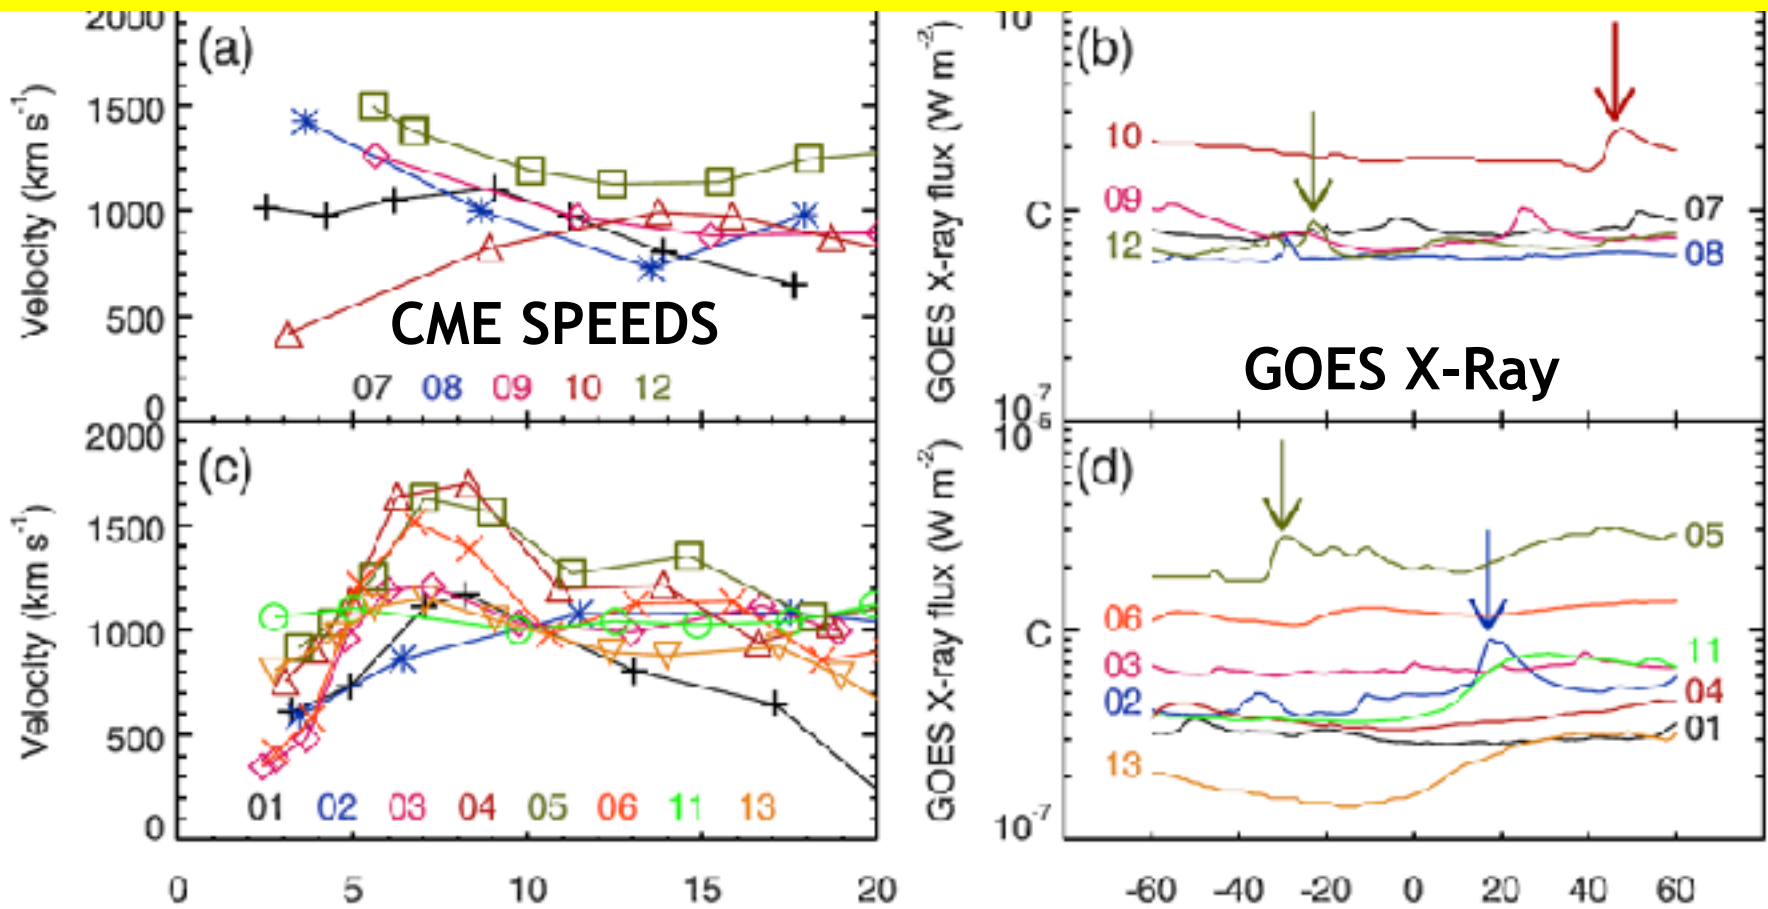 2000
(a)
1500
1000
500
0
Velocity (km s⁻¹)
CME SPEEDS
07 08 09 10 12
10
(b)
C
10⁻⁷
GOES X-ray flux (W m⁻²)
10
09
12
07
08
GOES X-Ray
2000
(c)
1500
1000
500
0
Velocity (km s⁻¹)
01 02 03 04 05 06 11 13
0 5 10 15 20
(d)
C
10⁻⁷
GOES X-ray flux (W m⁻²)
05
06
03
11
02
04
01
13
-60 -40 -20 0 20 40 60